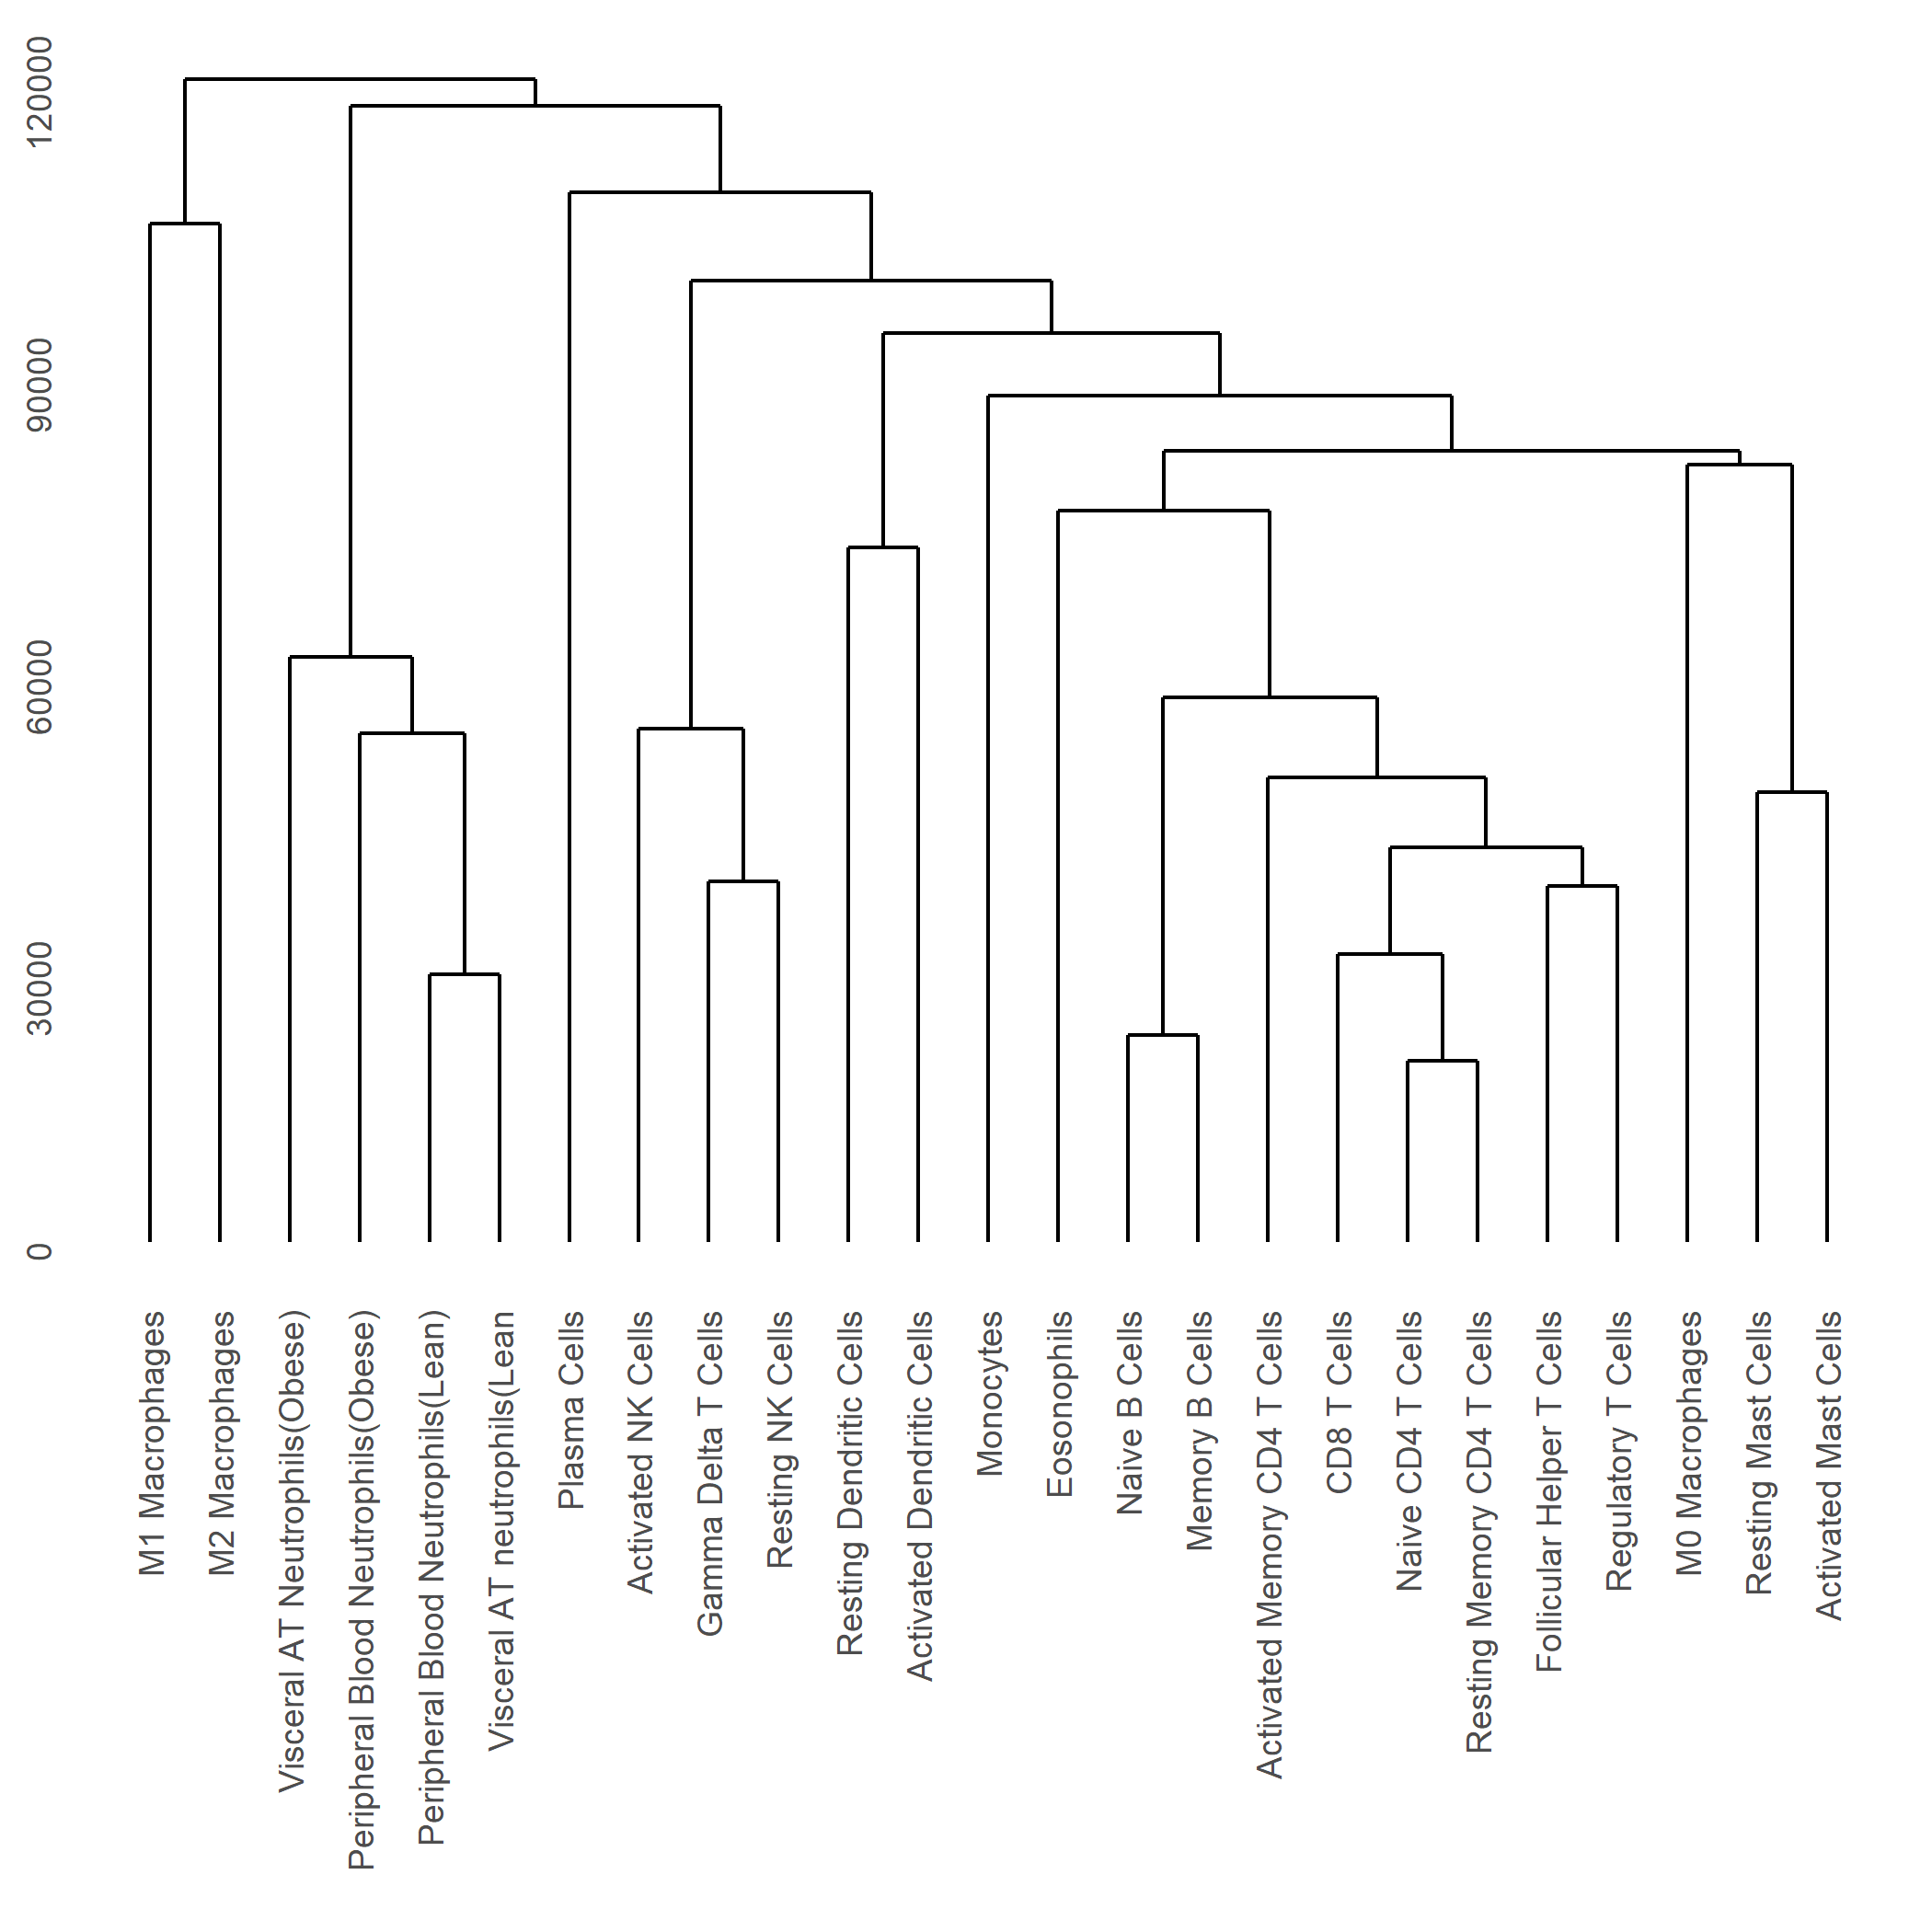 120000
90000
60000
30000
0
M1 Macrophages
M2 Macrophages
Visceral AT Neutrophils(Obese)
Peripheral Blood Neutrophils(Obese)
Peripheral Blood Neutrophils(Lean)
Visceral AT neutrophils(Lean
Plasma Cells
Activated NK Cells
Gamma Delta T Cells
Resting NK Cells
Resting Dendritic Cells
Activated Dendritic Cells
Monocytes
Eosonophils
Naive B Cells
Memory B Cells
Activated Memory CD4 T Cells
CD8 T Cells
Naive CD4 T Cells
Resting Memory CD4 T Cells
Follicular Helper T Cells
Regulatory T Cells
M0 Macrophages
Resting Mast Cells
Activated Mast Cells